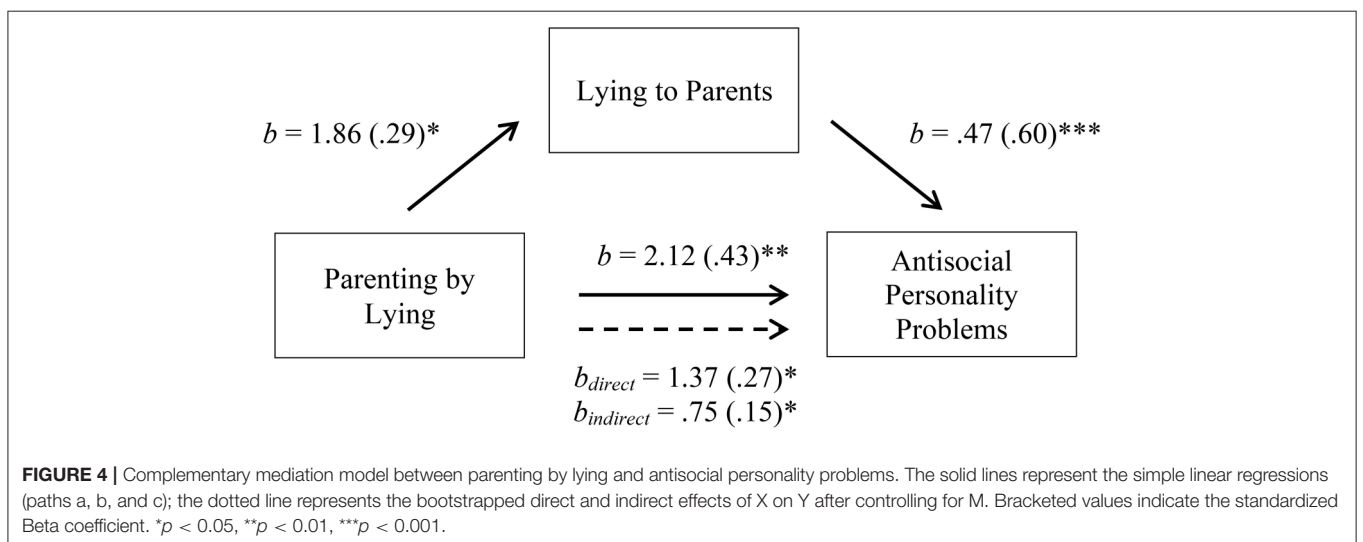 Lying to Parents
b = 1.86 (.29)*
b = .47 (.60)***
Parenting by
Lying
b = 2.12 (.43)**
Antisocial
Personality
Problems
b_direct = 1.37 (.27)*
b_indirect = .75 (.15)*
FIGURE 4 | Complementary mediation model between parenting by lying and antisocial personality problems. The solid lines represent the simple linear regressions
(paths a, b, and c); the dotted line represents the bootstrapped direct and indirect effects of X on Y after controlling for M. Bracketed values indicate the standardized
Beta coefficient. *p < 0.05, **p < 0.01, ***p < 0.001.